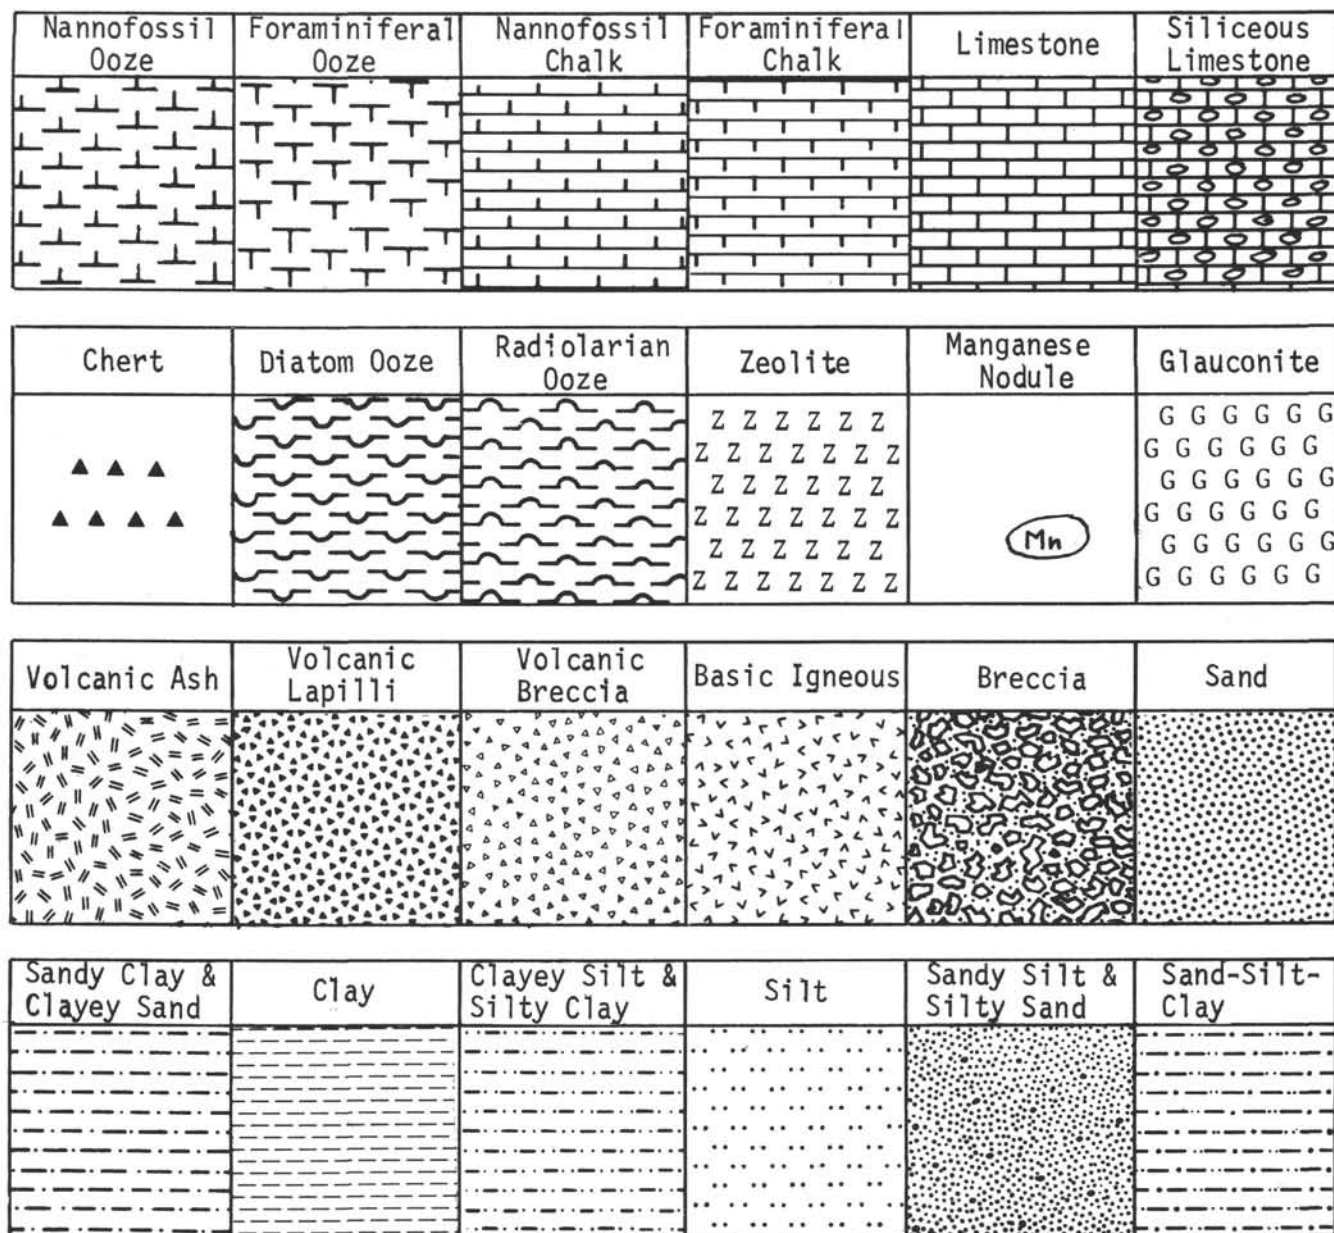 Nannofossil Ooze
Foraminiferal Ooze
Nannofossil Chalk
Foraminiferal Chalk
Limestone
Siliceous Limestone
Chert
Diatom Ooze
Radiolarian Ooze
Zeolite
Manganese Nodule
Glauconite
Z Z Z Z Z Z
Z Z Z Z Z Z Z
Z Z Z Z Z Z
Z Z Z Z Z Z Z
Z Z Z Z Z Z
Z Z Z Z Z Z Z
Mn
G G G G G G
G G G G G G
G G G G G G
G G G G G G
G G G G G G
G G G G G G
Volcanic Ash
Volcanic Lapilli
Volcanic Breccia
Basic Igneous
Breccia
Sand
Sandy Clay & Clayey Sand
Clay
Clayey Silt & Silty Clay
Silt
Sandy Silt & Silty Sand
Sand-Silt-Clay